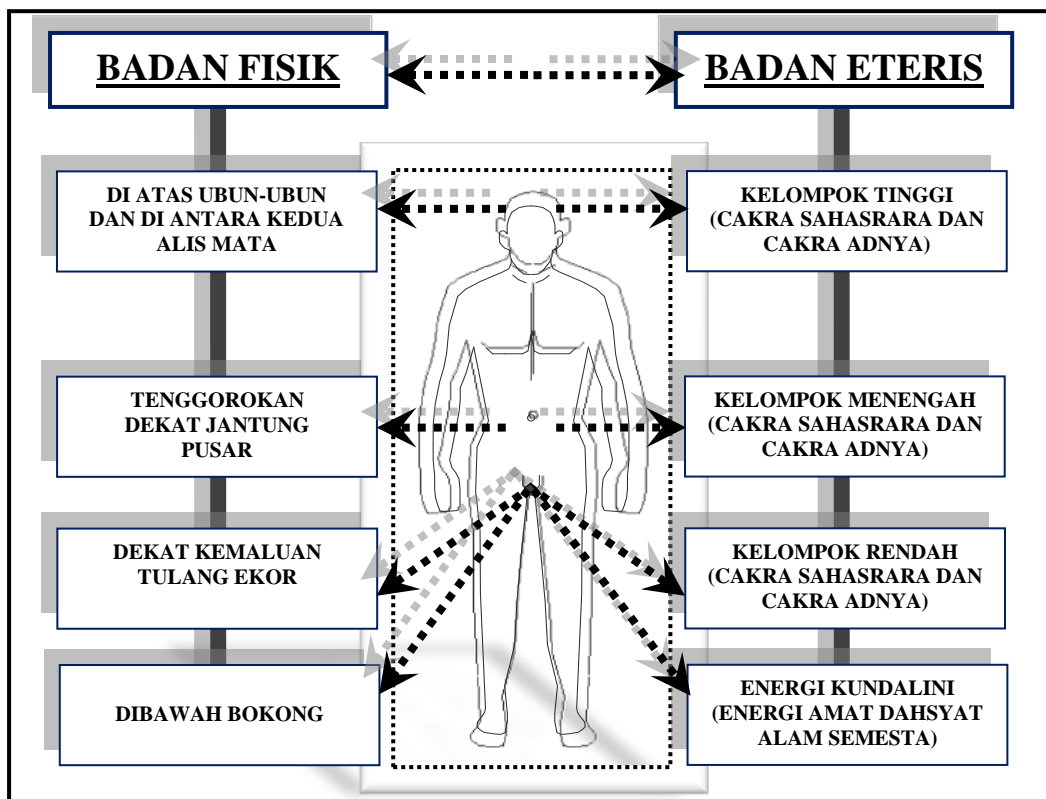 BADAN FISIK
BADAN ETERIS
DI ATAS UBUN-UBUN
DAN DI ANTARA KEDUA
ALIS MATA
KELOMPOK TINGGI
(CAKRA SAHASRARA DAN
CAKRA ADNYA)
TENGGOROKAN
DEKAT JANTUNG
PUSAR
KELOMPOK MENENGAH
(CAKRA SAHASRARA DAN
CAKRA ADNYA)
DEKAT KEMALUAN
TULANG EKOR
KELOMPOK RENDAH
(CAKRA SAHASRARA DAN
CAKRA ADNYA)
DIBAWAH BOKONG
ENERGI KUNDALINI
(ENERGI AMAT DAHSYAT
ALAM SEMESTA)